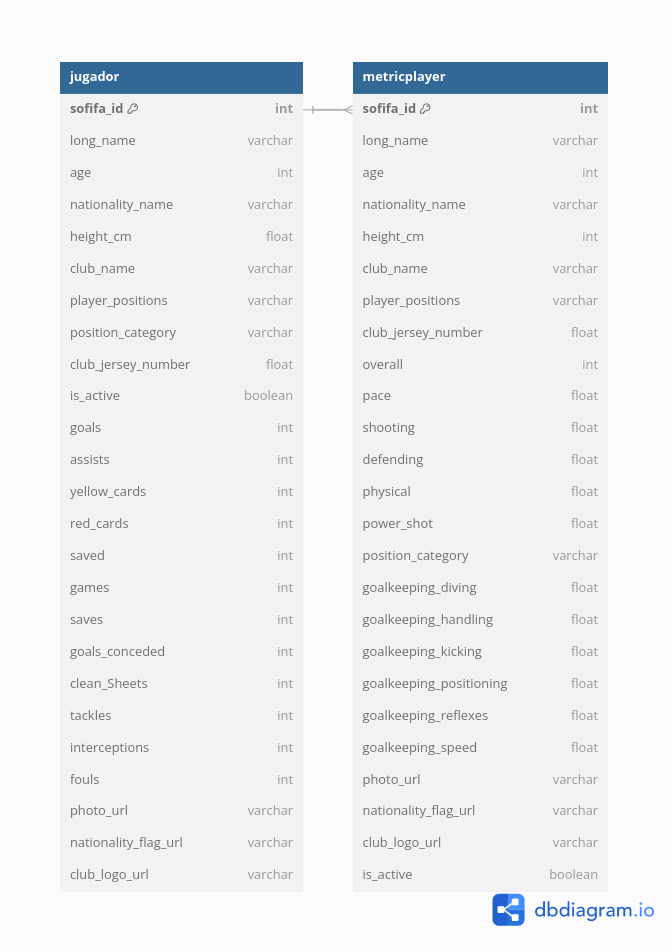 jugador
sofifa_id int
long_name varchar
age int
nationality_name varchar
height_cm float
club_name varchar
player_positions varchar
position_category varchar
club_jersey_number float
is_active boolean
goals int
assists int
yellow_cards int
red_cards int
saved int
games int
saves int
goals_conceded int
clean_Sheets int
tackles int
interceptions int
fouls int
photo_url varchar
nationality_flag_url varchar
club_logo_url varchar
metricplayer
sofifa_id int
long_name varchar
age int
nationality_name varchar
height_cm int
club_name varchar
player_positions varchar
club_jersey_number float
overall int
pace float
shooting float
defending float
physical float
power_shot float
position_category varchar
goalkeeping_diving float
goalkeeping_handling float
goalkeeping_kicking float
goalkeeping_positioning float
goalkeeping_reflexes float
goalkeeping_speed float
photo_url varchar
nationality_flag_url varchar
club_logo_url varchar
is_active boolean
dbdiagram.io